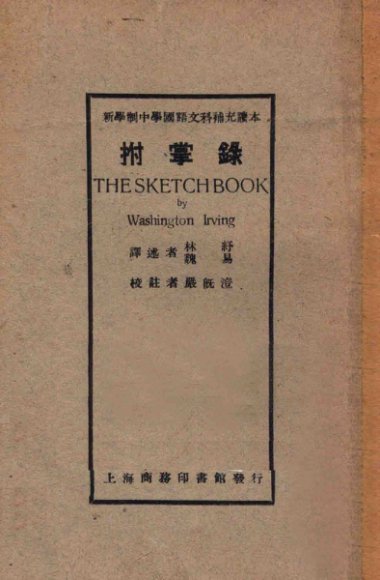 新學制中學國語文科補充讀本
拊掌錄
THE SKETCH BOOK
by
Washington Irving
譯述者 林紓
魏易
校註者嚴既澄
上海商務印書館發行